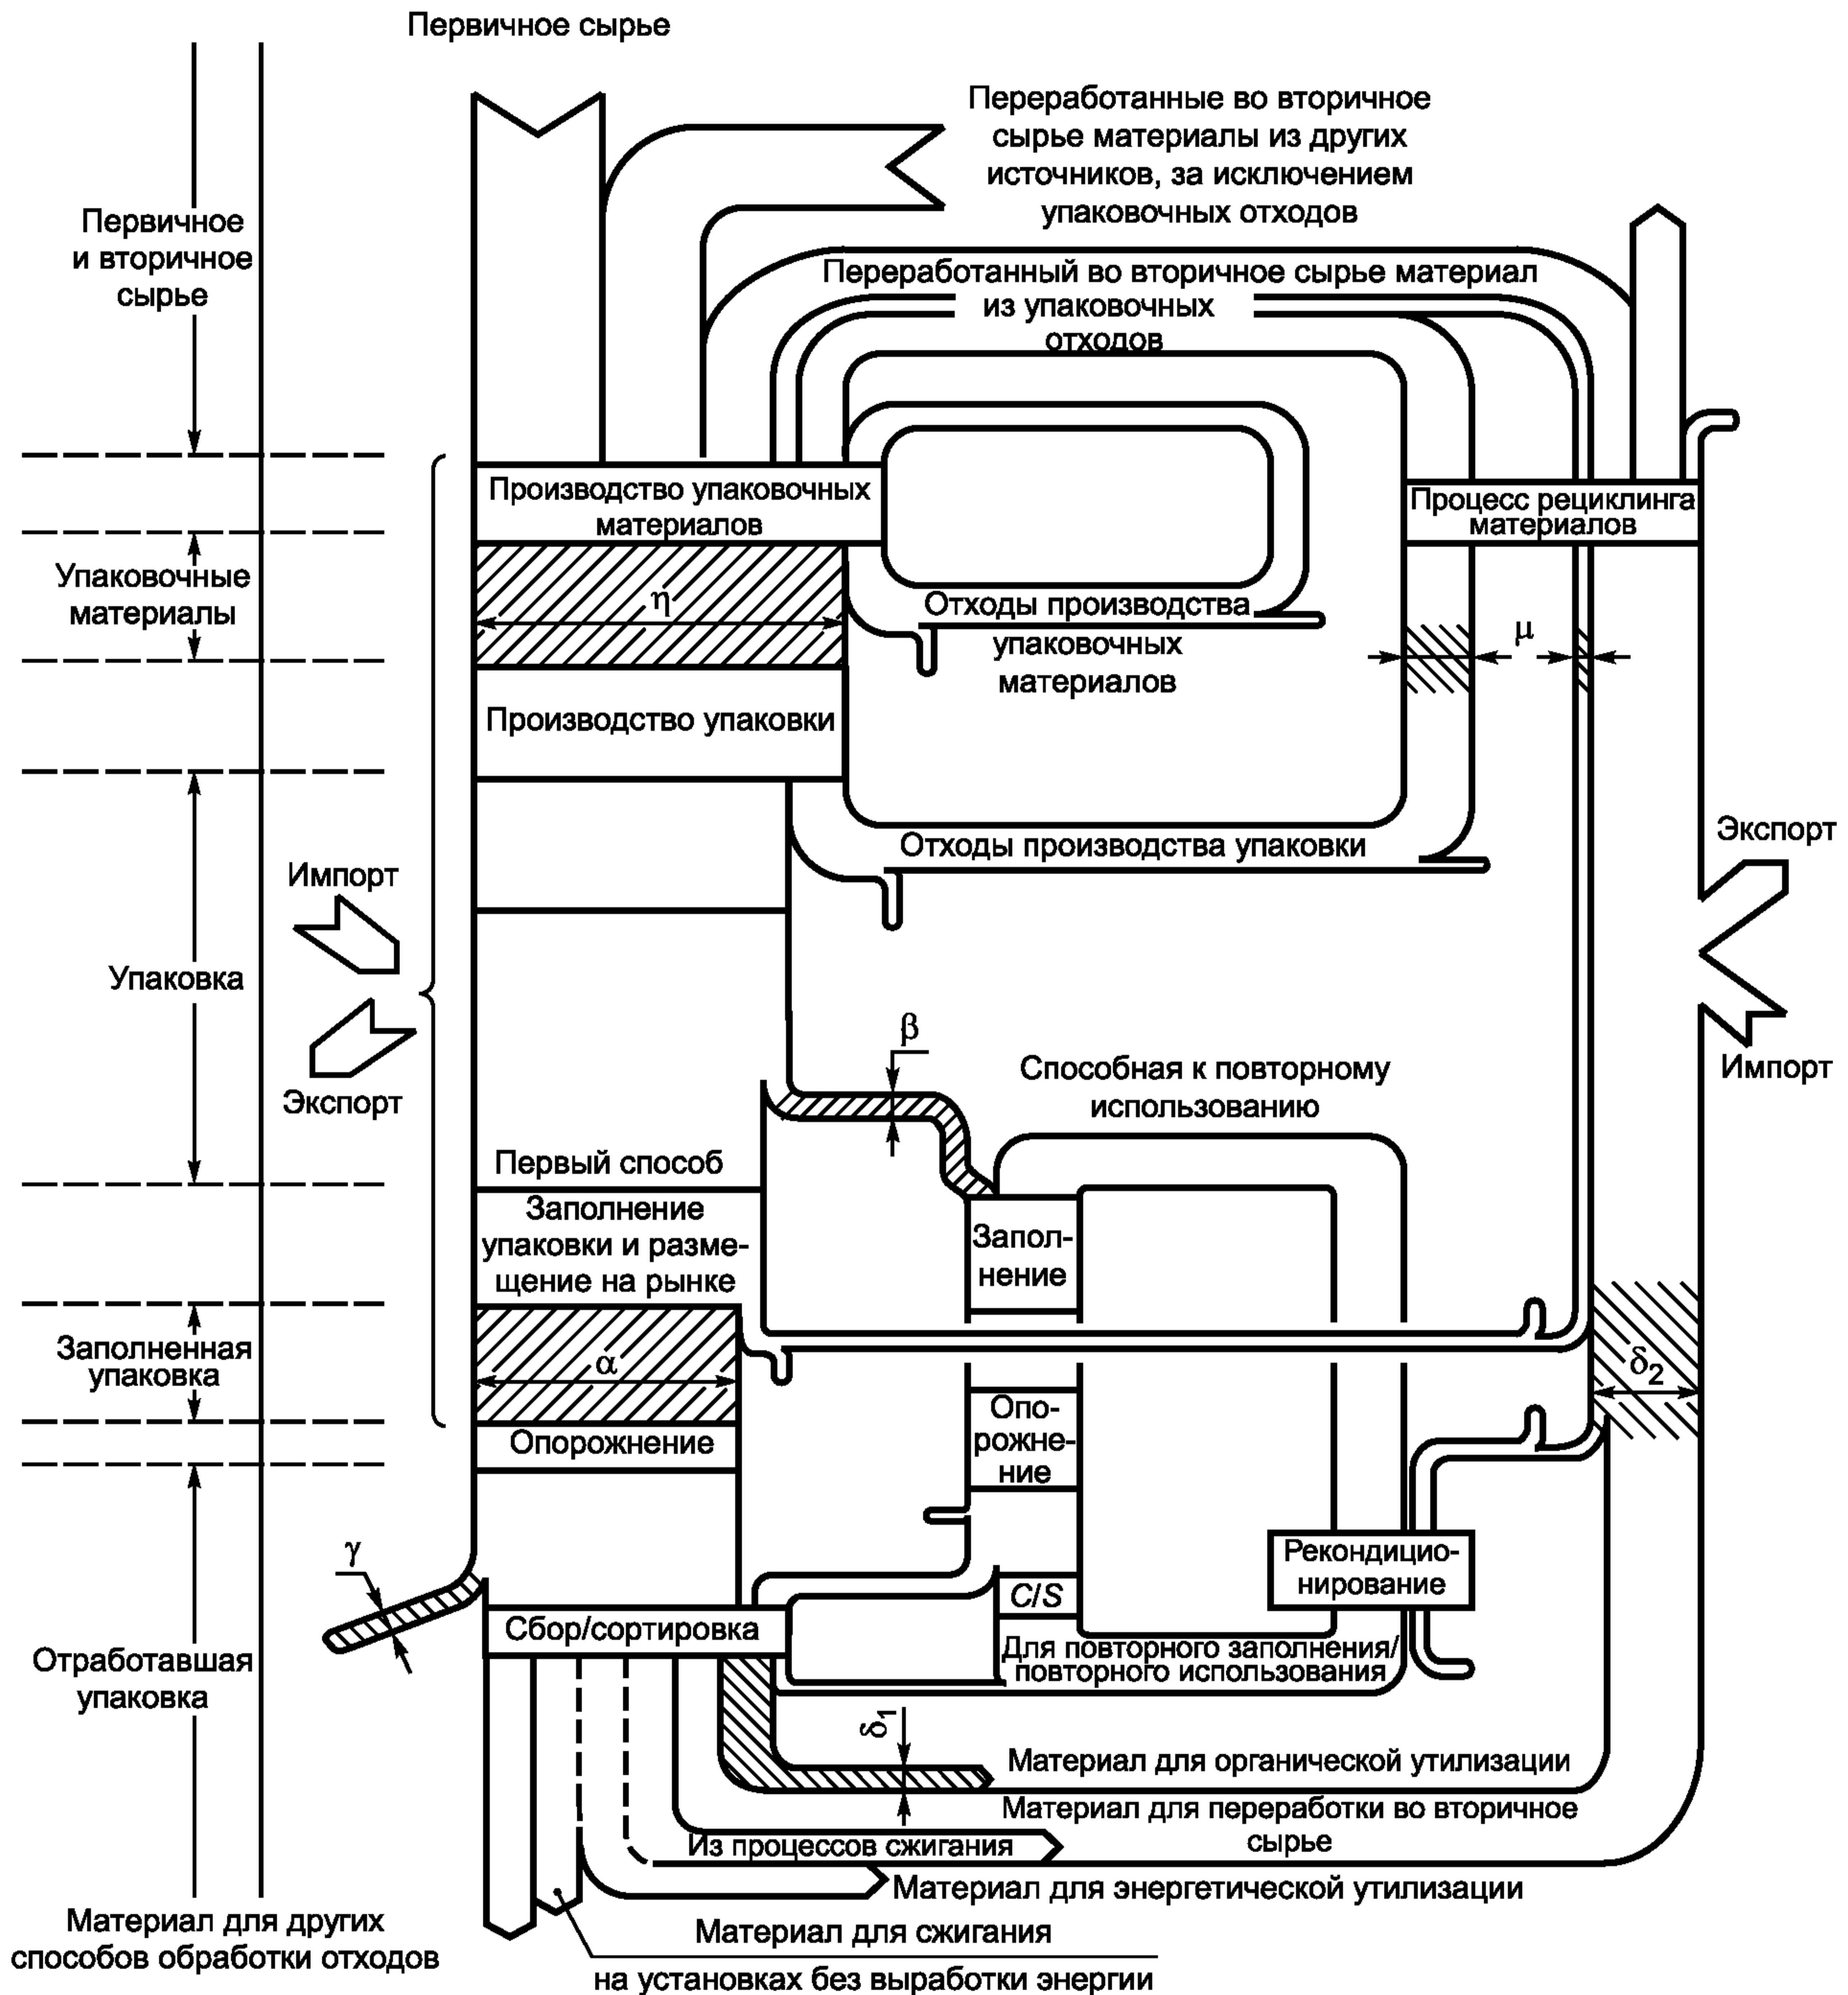 Первичное сырье
Переработанные во вторичное
сырье материалы из других
источников, за исключением
упаковочных отходов
Первичное
и вторичное
сырье
Переработанный во вторичное сырье материал
из упаковочных
отходов
Производство упаковочных
материалов
Процесс рециклинга
материалов
Упаковочные
материалы
η
Отходы производства
упаковочных
материалов
μ
Производство упаковки
Отходы производства упаковки
Экспорт
Импорт
Импорт
Экспорт
Упаковка
β
Способная к повторному
использованию
Первый способ
Заполнение
упаковки и разме-
щение на рынке
Запол-
нение
Заполненная
упаковка
α
δ2
Опорожнение
Опо-
рожне-
ние
γ
Рекондицио-
нирование
C/S
Сбор/сортировка
Для повторного заполнения/
повторного использования
Отработавшая
упаковка
δ1
Материал для органической утилизации
Материал для переработки во вторичное
сырье
Из процессов сжигания
Материал для энергетической утилизации
Материал для других
способов обработки отходов
Материал для сжигания
на установках без выработки энергии